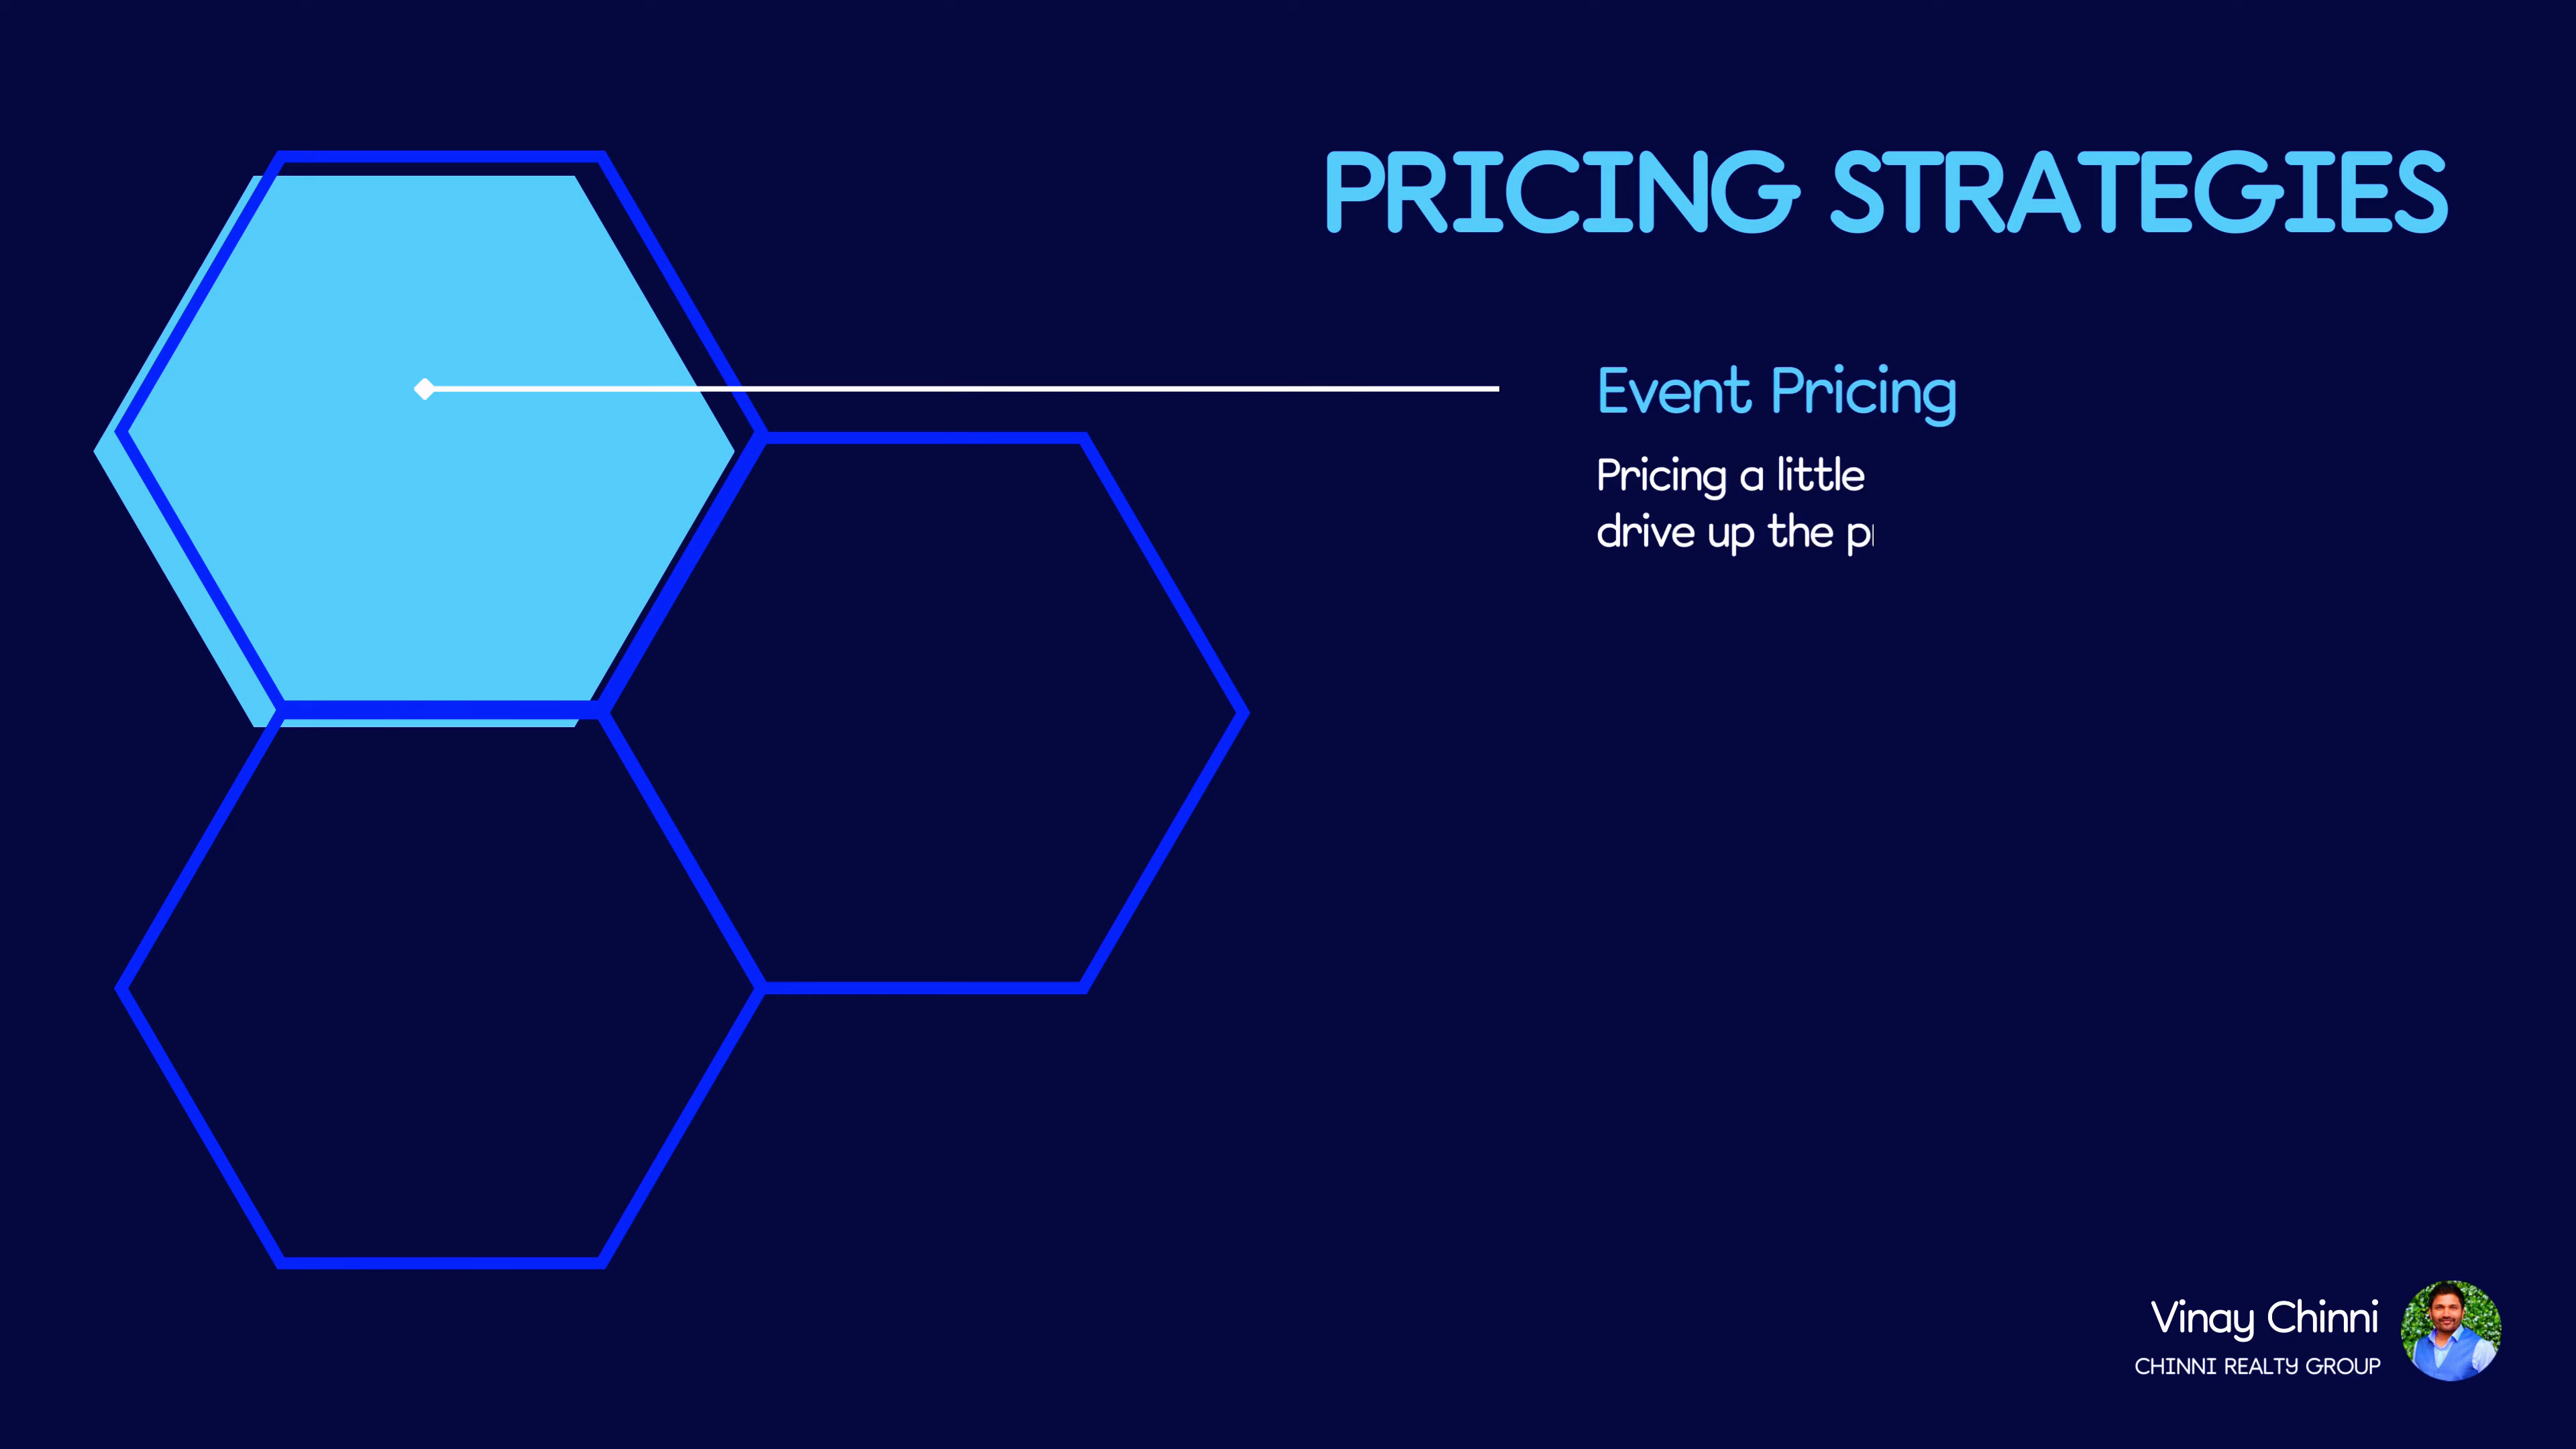 PRICING STRATEGIES
Event Pricing
Pricing a little
drive up the
Vinay Chinni
CHINNI REALTY GROUP